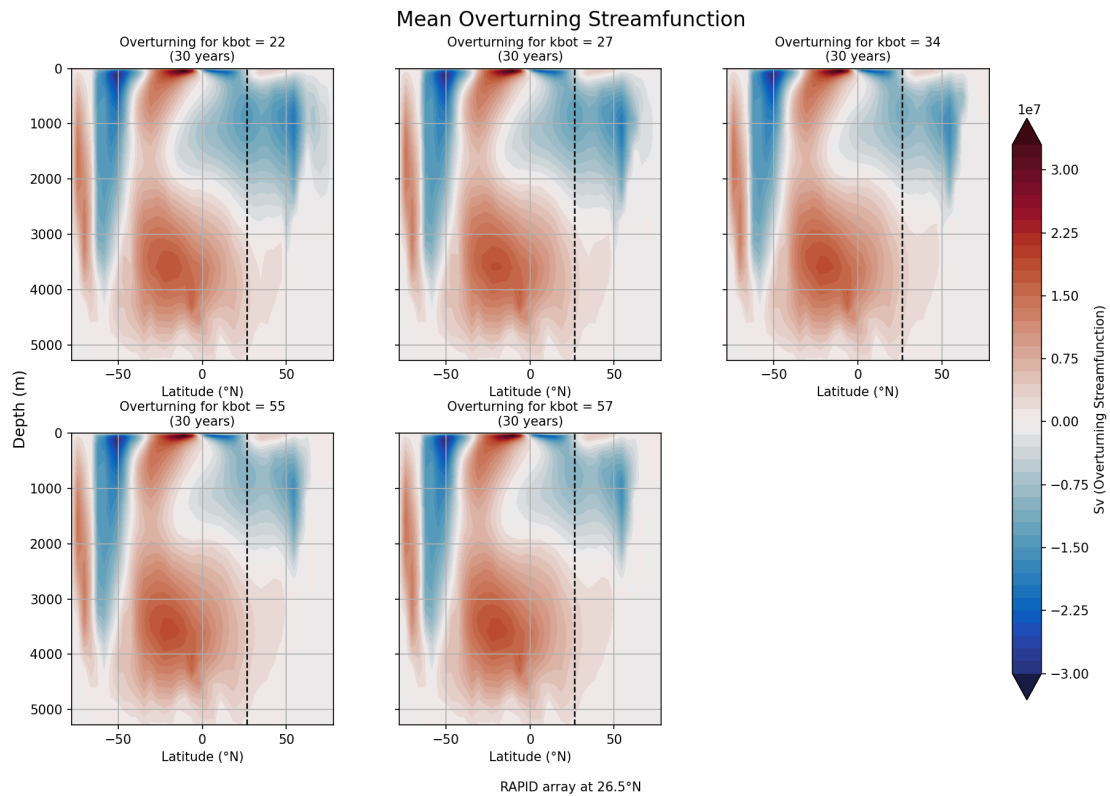 Mean Overturning Streamfunction
Overturning for kbot = 22
(30 years)
Overturning for kbot = 27
(30 years)
Overturning for kbot = 34
(30 years)
0
1000
2000
3000
4000
5000
−50
0
50
Latitude (°N)
−50
0
50
Latitude (°N)
−50
0
50
Latitude (°N)
Depth (m)
Overturning for kbot = 55
(30 years)
Overturning for kbot = 57
(30 years)
0
1000
2000
3000
4000
5000
−50
0
50
Latitude (°N)
−50
0
50
Latitude (°N)
1e7
3.00
2.25
1.50
0.75
0.00
−0.75
−1.50
−2.25
−3.00
Sv (Overturning Streamfunction)
RAPID array at 26.5°N